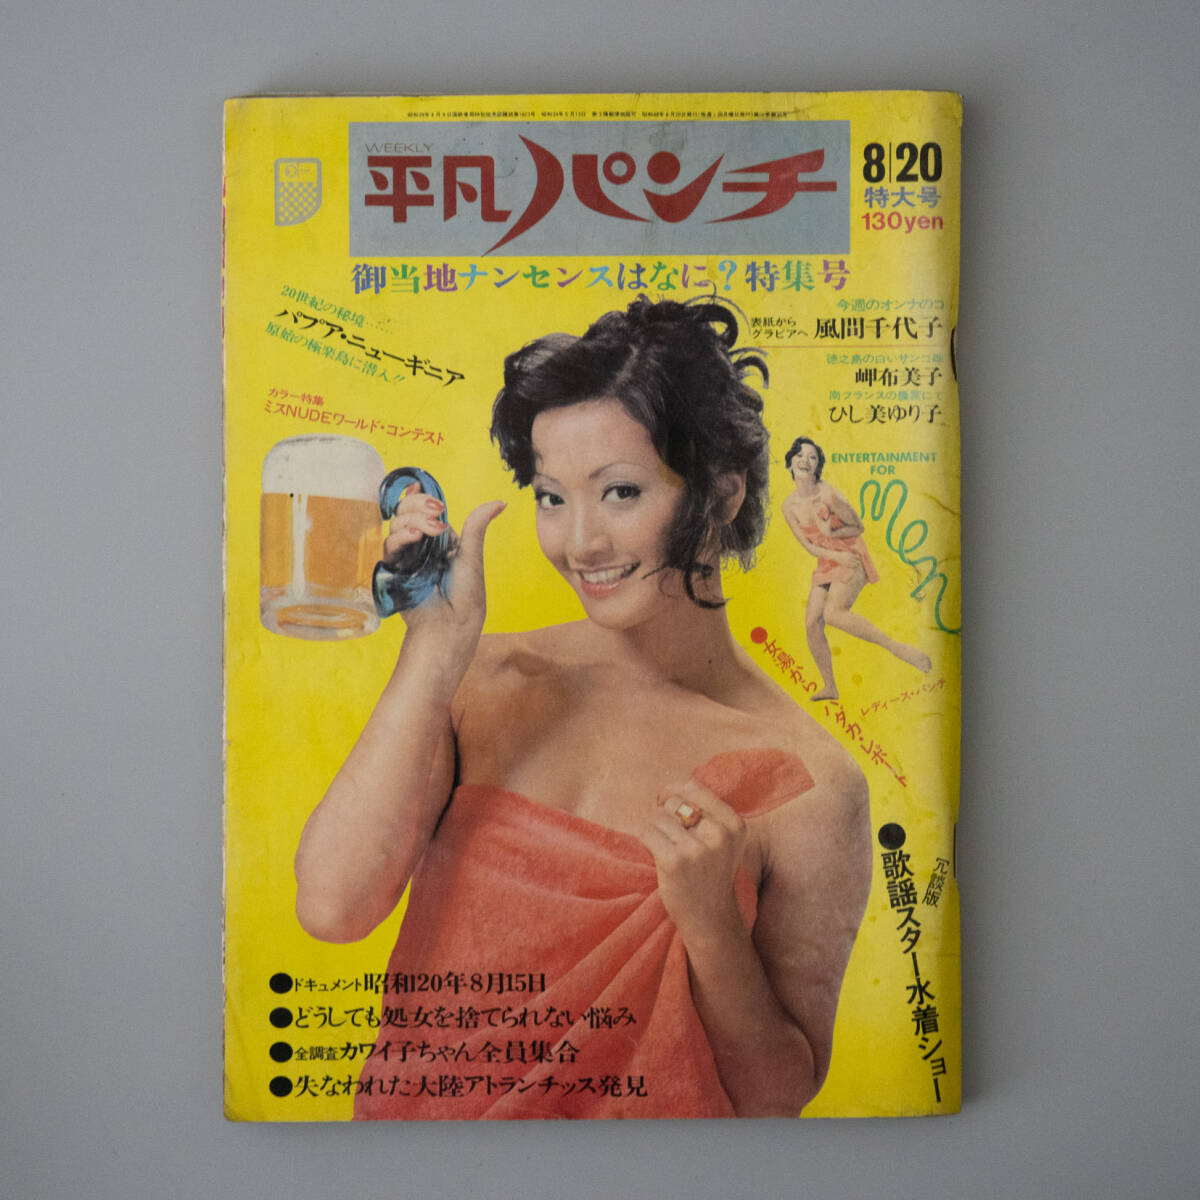 WEEKLY
平凡パンチ
8|20
特大号
130yen
御当地ナンセンスはなに?特集号
20世紀の秘境……
パプア・ニューギニア
原始の極楽島に潜入!!
カラー特集
ミスNUDEワールド・コンテスト
今週のオンナのコ
表紙から
グラビアへ
風間千代子
徳之島の白いサンゴ礁
岬布美子
南フランスの農家にて
ひし美ゆり子
ENTERTAINMENT
FOR
Men
●女湯から
ハダカ・レポート
レディース・パンチ
[冗談版
●歌謡スター水着ショー
●ドキュメント昭和20年8月15日
●どうしても処女を捨てられない悩み
●全調査カワイ子ちゃん全員集合
●失なわれた大陸アトランチッス発見